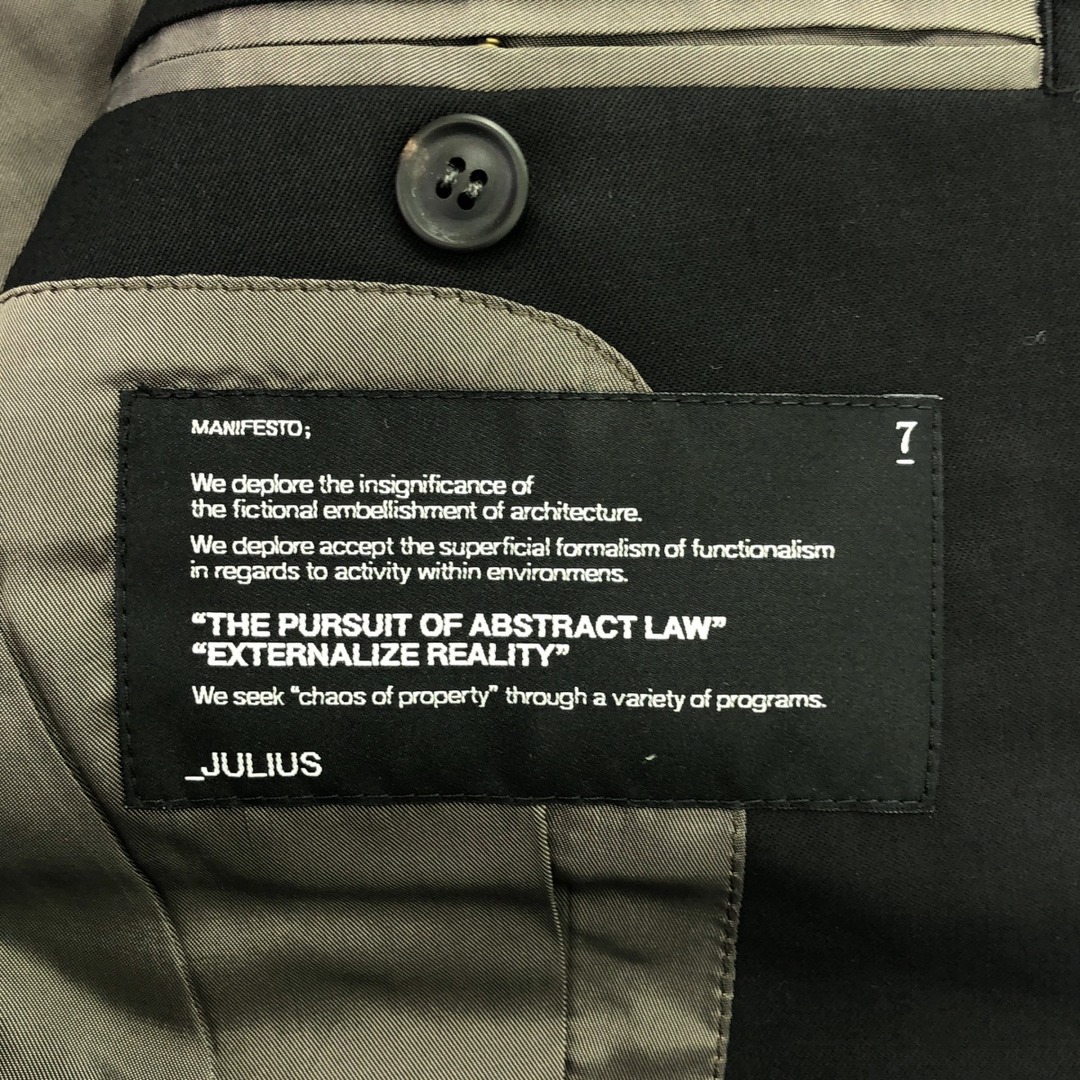 MANIFESTO;
7
We deplore the insignificance of
the fictional embellishment of architecture.
We deplore accept the superficial formalism of functionalism
in regards to activity within environmens.
“THE PURSUIT OF ABSTRACT LAW”
“EXTERNALIZE REALITY”
We seek “chaos of property” through a variety of programs.
_JULIUS